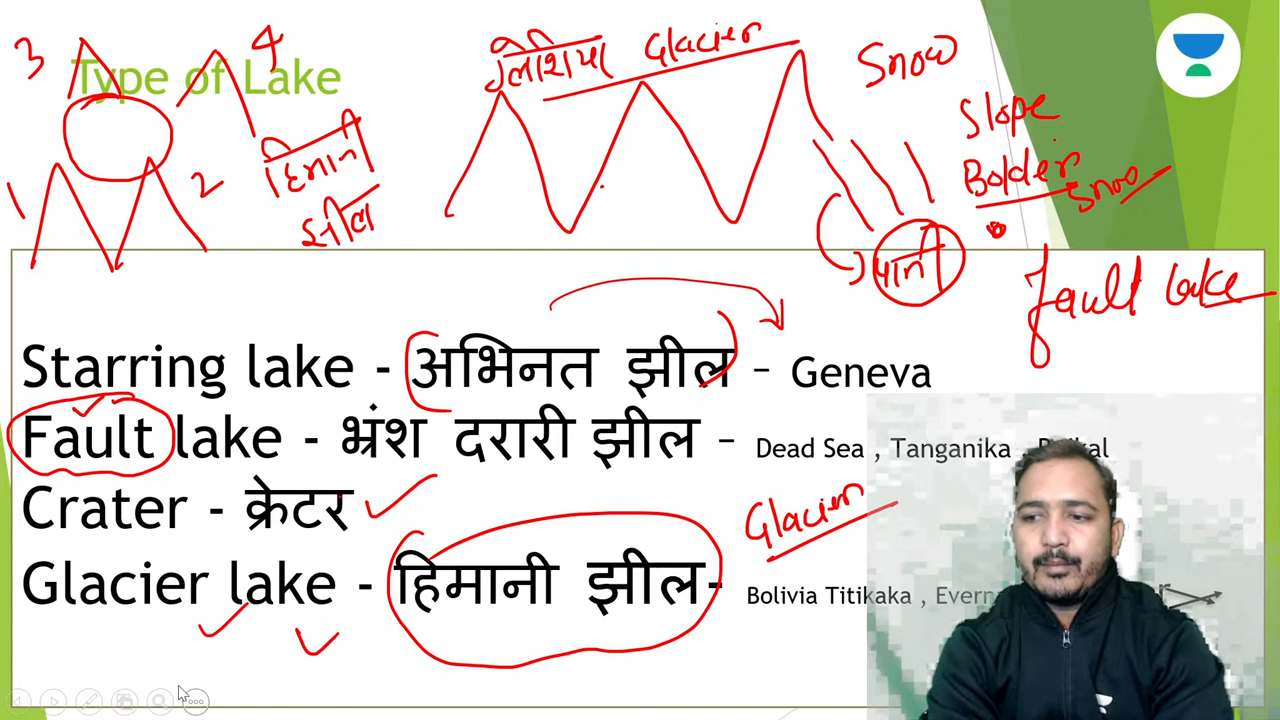 3
4
Type of Lake
ग्लेशिया Glacier
Snow
Slope
Bolder
Snow
1
2
हिमानी
झील
पानी
Fault Lake
Starring lake - अभिनत झील – Geneva
Fault lake - भ्रंश दरारी झील – Dead Sea , Tanganika ,
Crater - क्रेटर
Glacier
Glacier lake - हिमानी झील- Bolivia Titikaka ,